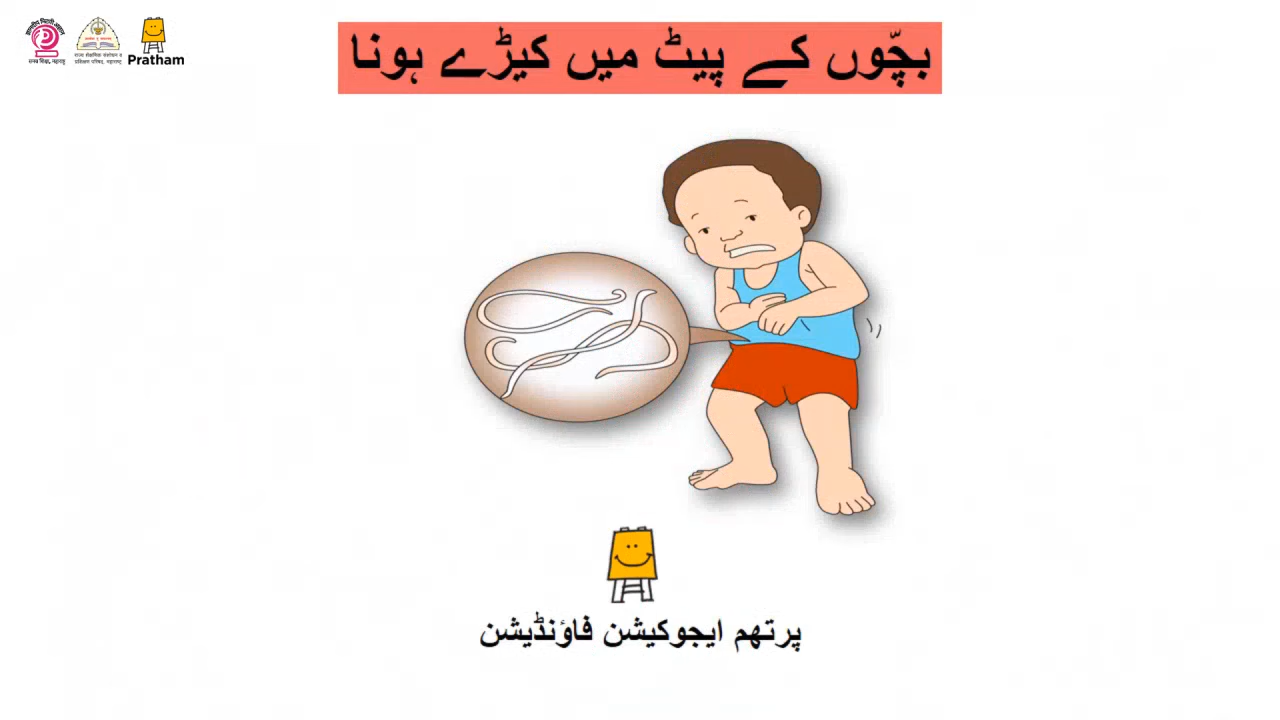 بچّوں کے پیٹ میں کیڑے ہونا
Pratham
پرتھم ایجوکیشن فاؤنڈیشن